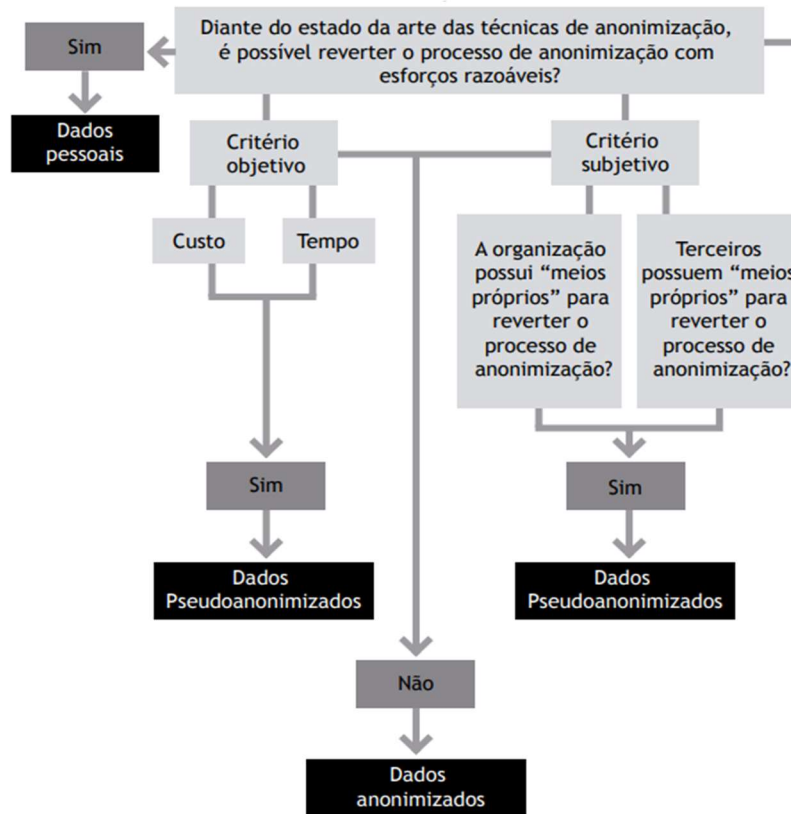 Diante do estado da arte das técnicas de anonimização,
é possível reverter o processo de anonimização com
esforços razoáveis?
Sim
Dados
pessoais
Critério
objetivo
Critério
subjetivo
Custo
Tempo
A organização
possui “meios
próprios” para
reverter o
processo de
anonimização?
Terceiros
possuem “meios
próprios” para
reverter o
processo de
anonimização?
Sim
Sim
Dados
Pseudoanonimizados
Dados
Pseudoanonimizados
Não
Dados
anonimizados